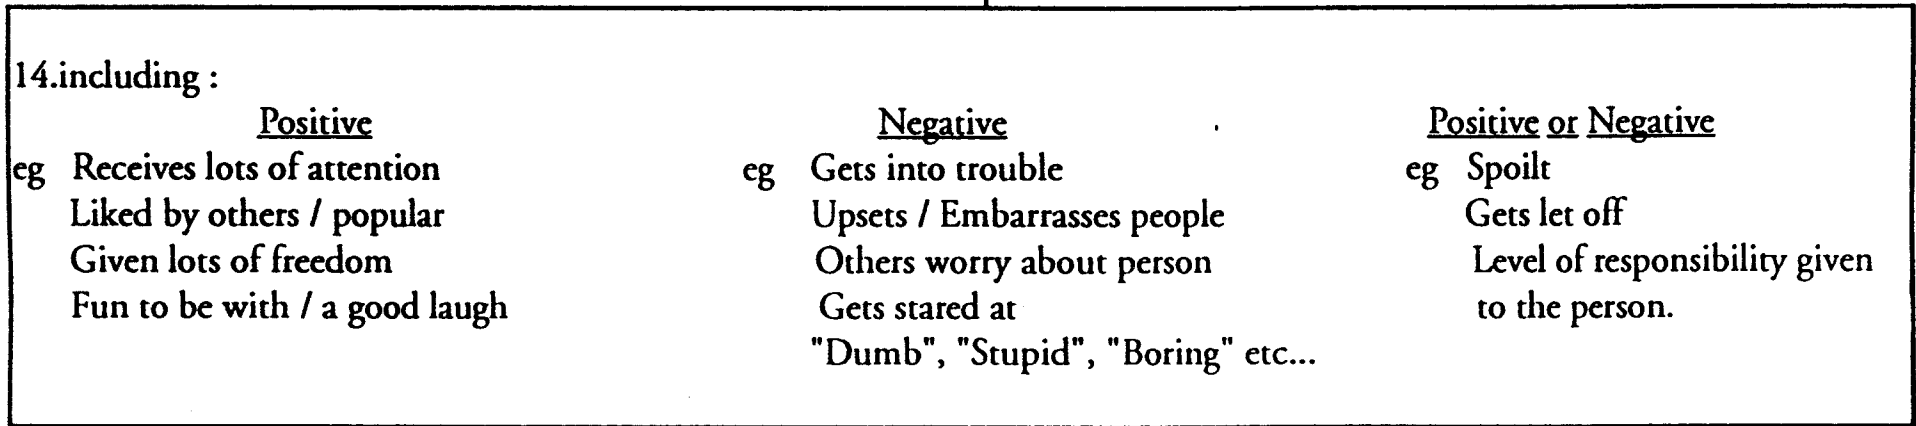 14.including :
Positive
eg Receives lots of attention
Liked by others / popular
Given lots of freedom
Fun to be with / a good laugh
Negative
eg Gets into trouble
Upsets / Embarrasses people
Others worry about person
Gets stared at
"Dumb", "Stupid", "Boring" etc...
Positive or Negative
eg Spoilt
Gets let off
Level of responsibility given
to the person.